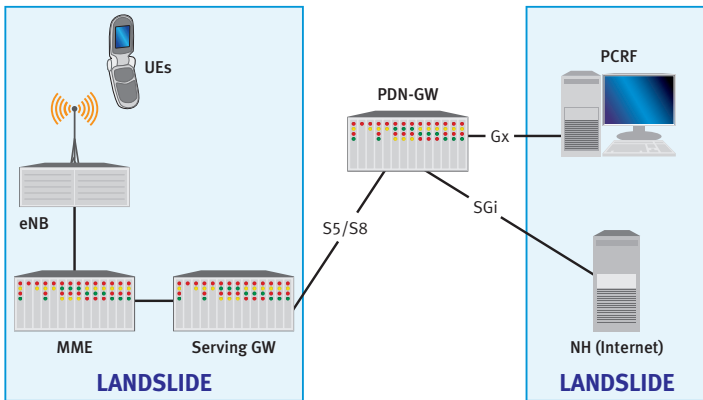 UEs
eNB
MME
Serving GW
LANDSLIDE
S5/S8
PDN-GW
Gx
SGi
PCRF
NH (Internet)
LANDSLIDE